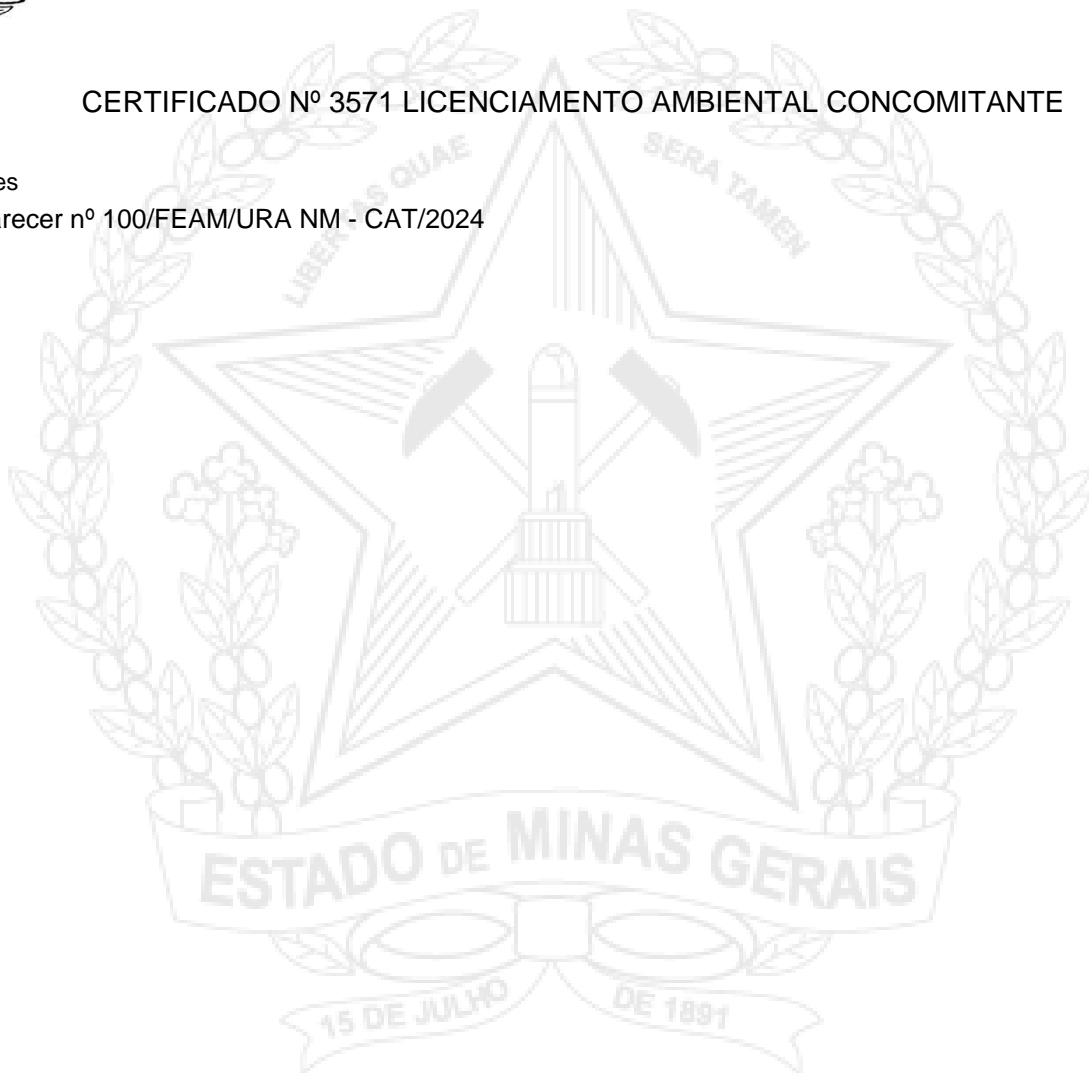 CERTIFICADO Nº 3571 LICENCIAMENTO AMBIENTAL CONCOMITANTE
es
recer nº 100/FEAM/URA NM - CAT/2024
LIBERTAS QUAE SERA TAMEN
ESTADO DE MINAS GERAIS
15 DE JULHO DE 1891